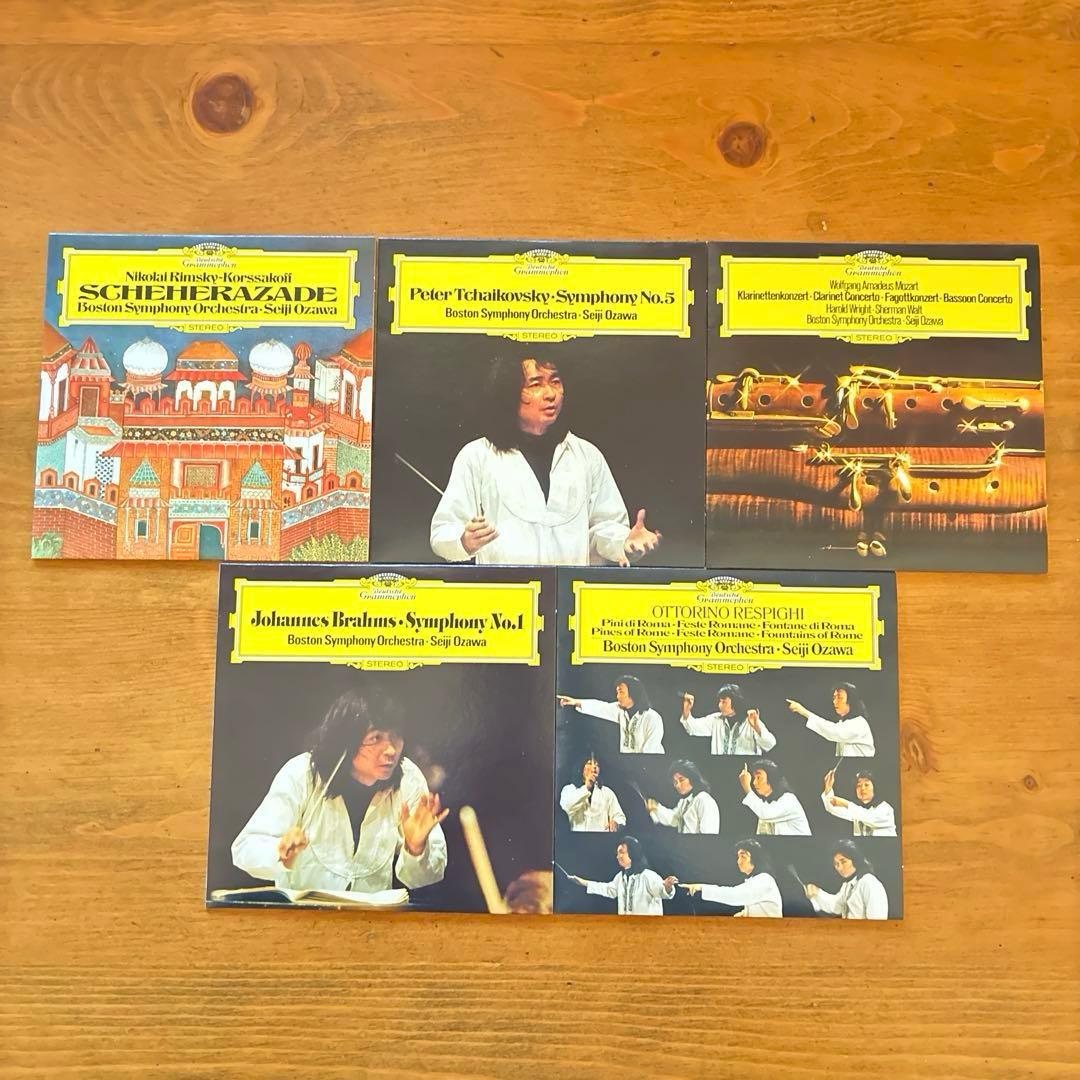 Deutsche
Grammophon
Nikolai Rimsky-Korssakoff
SCHEHERAZADE
Boston Symphony Orchestra · Seiji Ozawa
STEREO
Deutsche
Grammophon
Peter Tchaikovsky · Symphony No.5
Boston Symphony Orchestra · Seiji Ozawa
STEREO
Deutsche
Grammophon
Wolfgang Amadeus Mozart
Klarinettenkonzert · Clarinet Concerto · Fagottkonzert · Bassoon Concerto
Harold Wright · Sherman Walt
Boston Symphony Orchestra · Seiji Ozawa
STEREO
Deutsche
Grammophon
Johannes Brahms · Symphony No.1
Boston Symphony Orchestra · Seiji Ozawa
STEREO
Deutsche
Grammophon
OTTORINO RESPIGHI
Pini di Roma · Feste Romane · Fontane di Roma
Pines of Rome · Feste Romane · Fountains of Rome
Boston Symphony Orchestra · Seiji Ozawa
STEREO